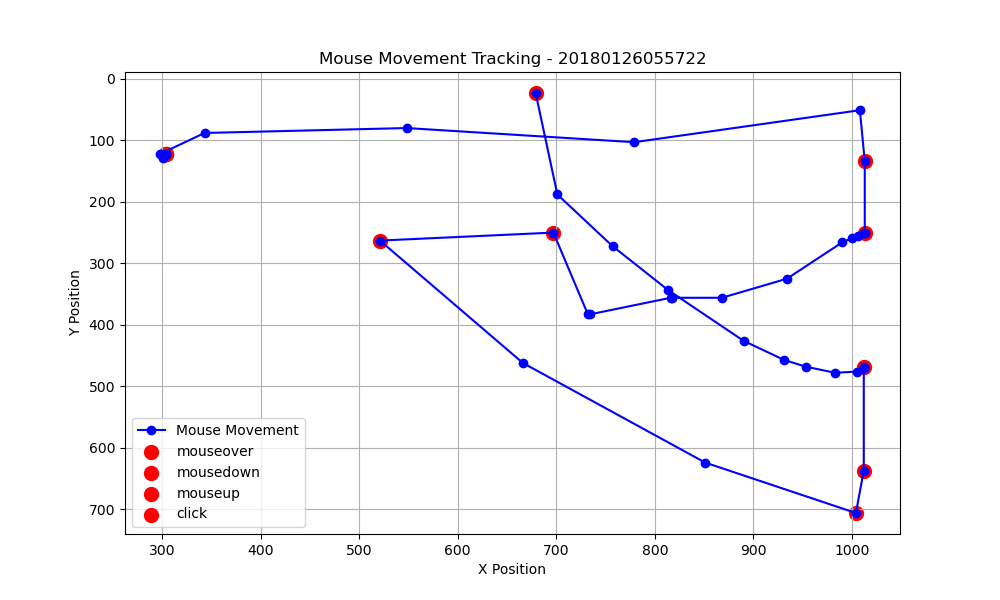 Mouse Movement Tracking - 20180126055722
0
100
200
300
400
500
600
700
Y Position
Mouse Movement
mouseover
mousedown
mouseup
click
300 400 500 600 700 800 900 1000
X Position